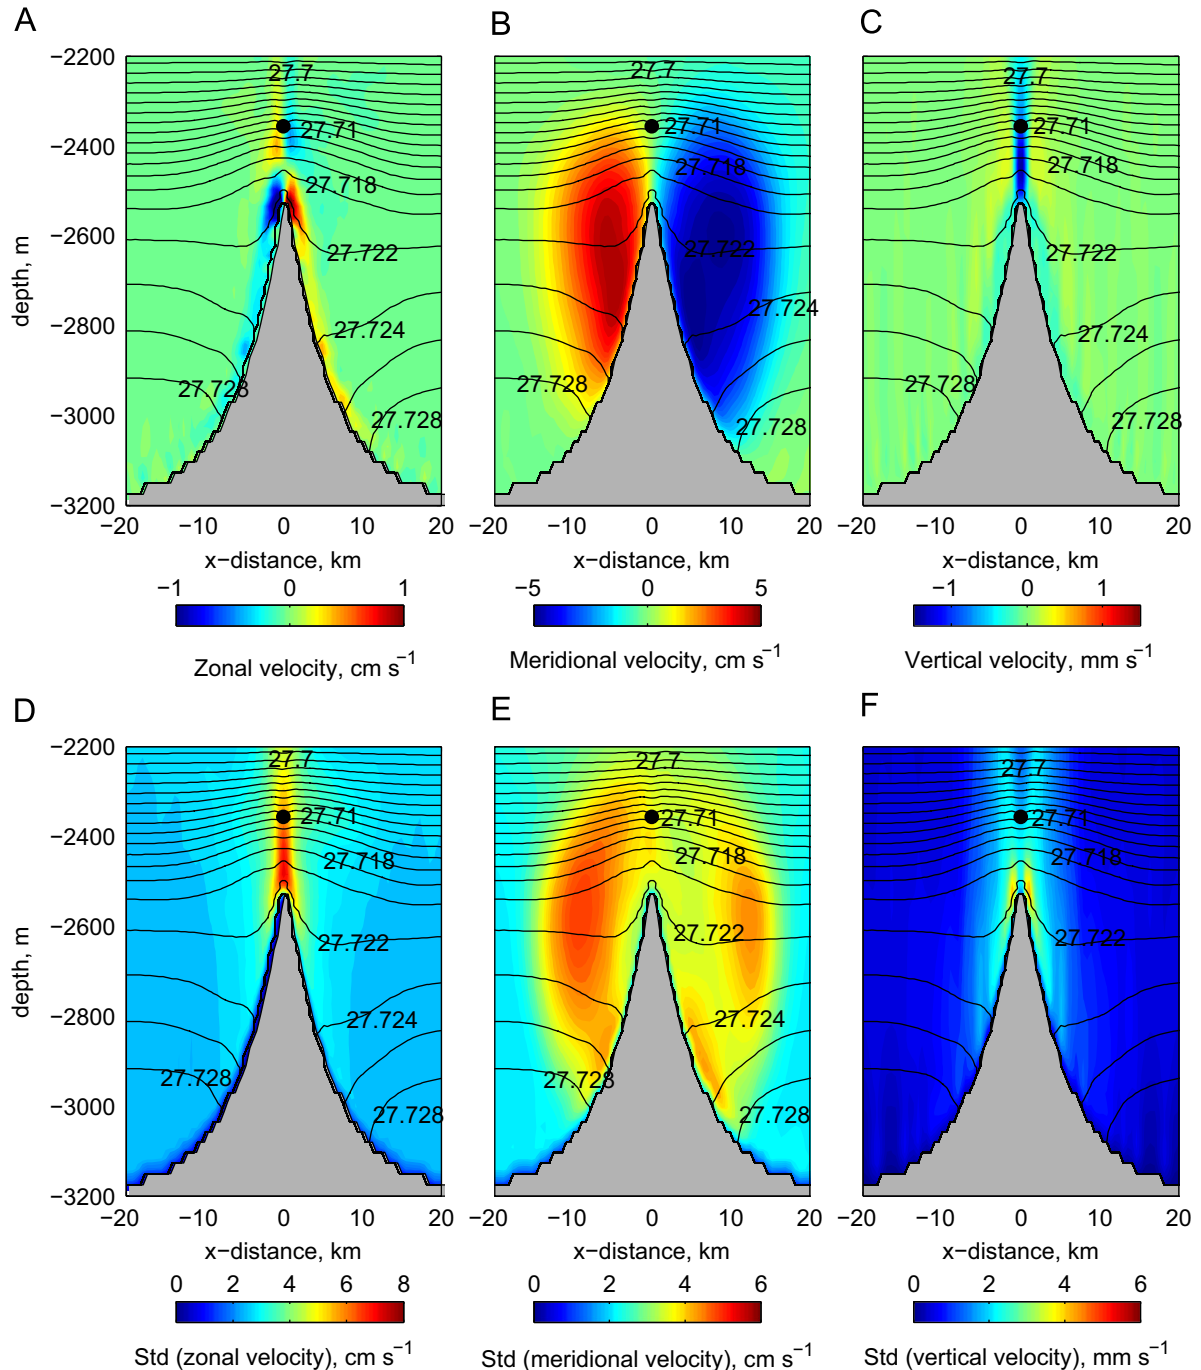 A
B
C
−2200
−2400
−2600
−2800
−3000
−3200
depth, m
27.7
27.71
27.718
27.722
27.724
27.728
27.728
27.7
27.71
27.718
27.722
27.724
27.728
27.728
27.7
27.71
27.718
27.722
27.724
27.728
27.728
−20 −10 0 10 20
−20 −10 0 10 20
−20 −10 0 10 20
x−distance, km
x−distance, km
x−distance, km
−1 0 1
−5 0 5
−1 0 1
Zonal velocity, cm s−1
Meridional velocity, cm s−1
Vertical velocity, mm s−1
D
E
F
−2200
−2400
−2600
−2800
−3000
−3200
depth, m
27.7
27.71
27.718
27.722
27.724
27.728
27.728
27.7
27.71
27.718
27.722
27.724
27.728
27.728
27.7
27.71
27.718
27.722
27.724
27.728
27.728
−20 −10 0 10 20
−20 −10 0 10 20
−20 −10 0 10 20
x−distance, km
x−distance, km
x−distance, km
0 2 4 6 8
0 2 4 6
0 2 4 6
Std (zonal velocity), cm s−1
Std (meridional velocity), cm s−1
Std (vertical velocity), mm s−1